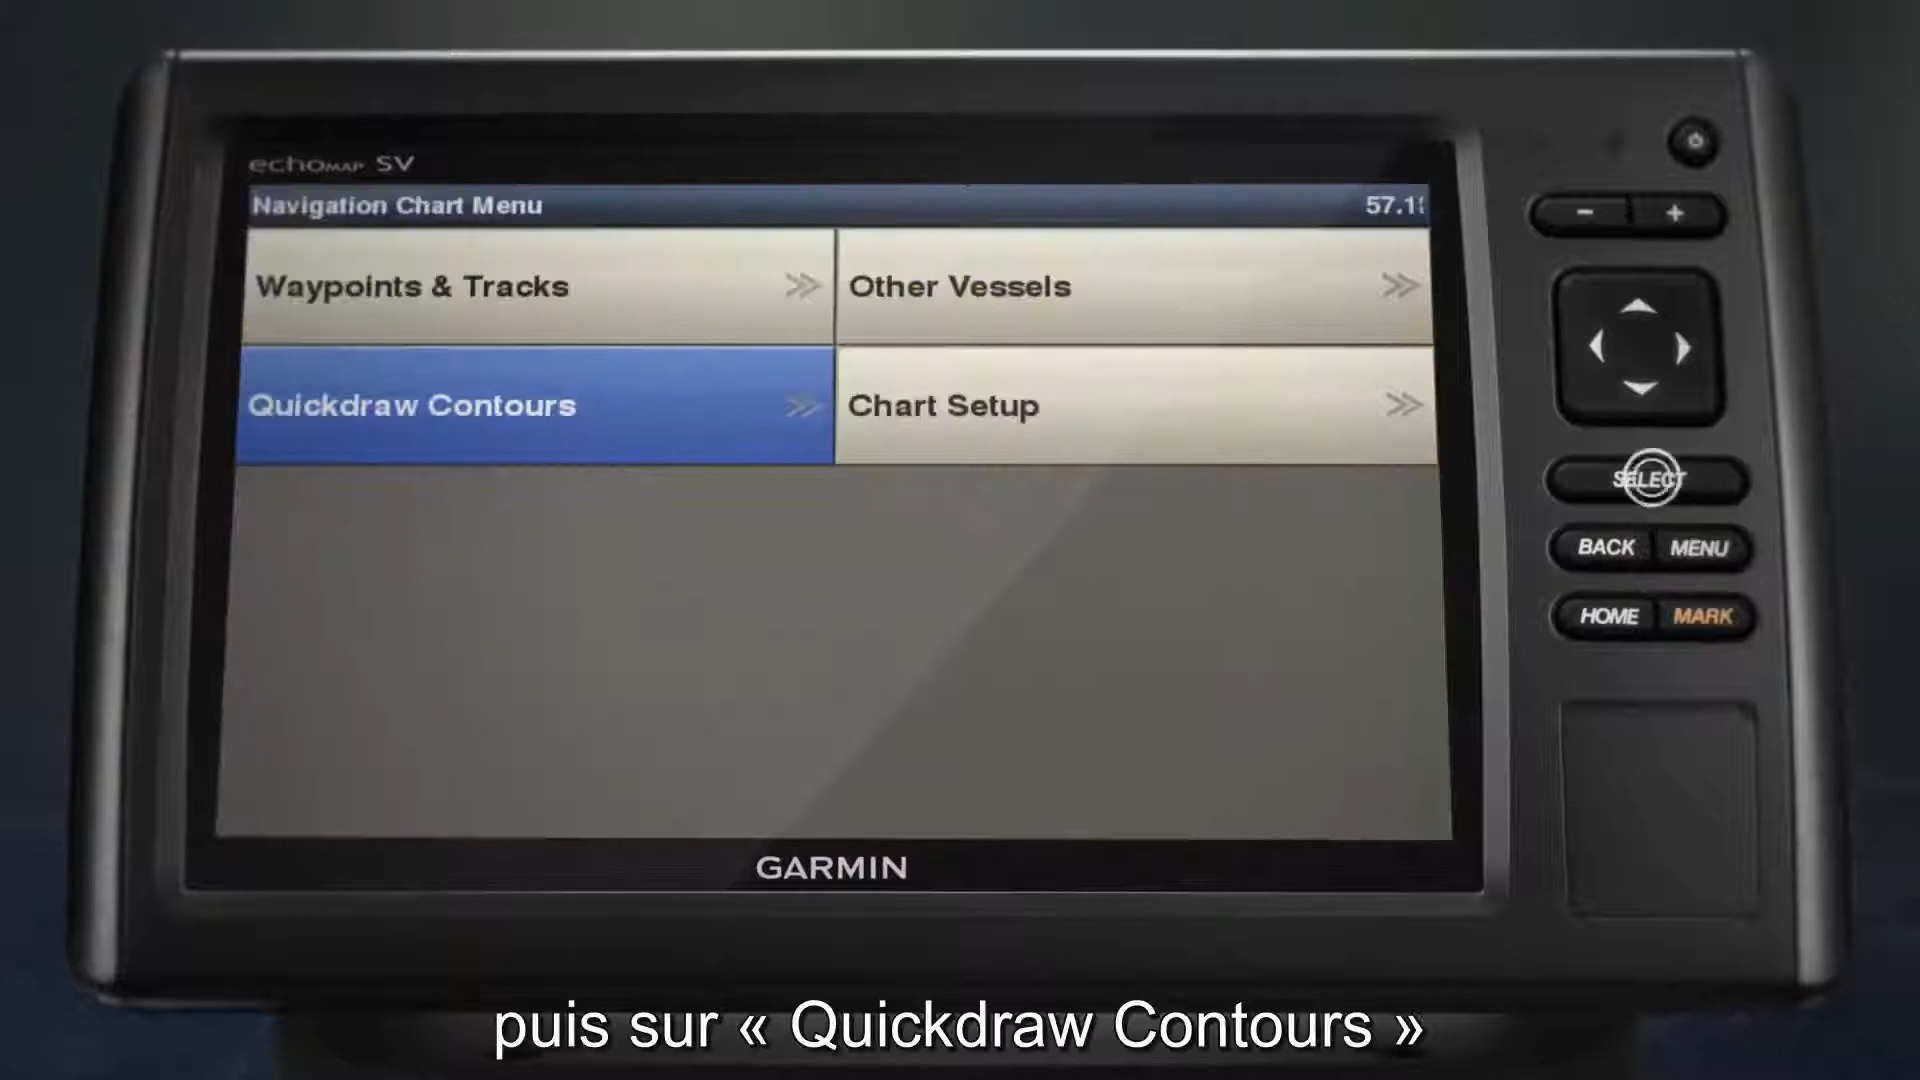 echoMAP SV
Navigation Chart Menu
Waypoints & Tracks
Other Vessels
Quickdraw Contours
Chart Setup
- +
SELECT
BACK MENU
HOME MARK
GARMIN
puis sur « Quickdraw Contours »